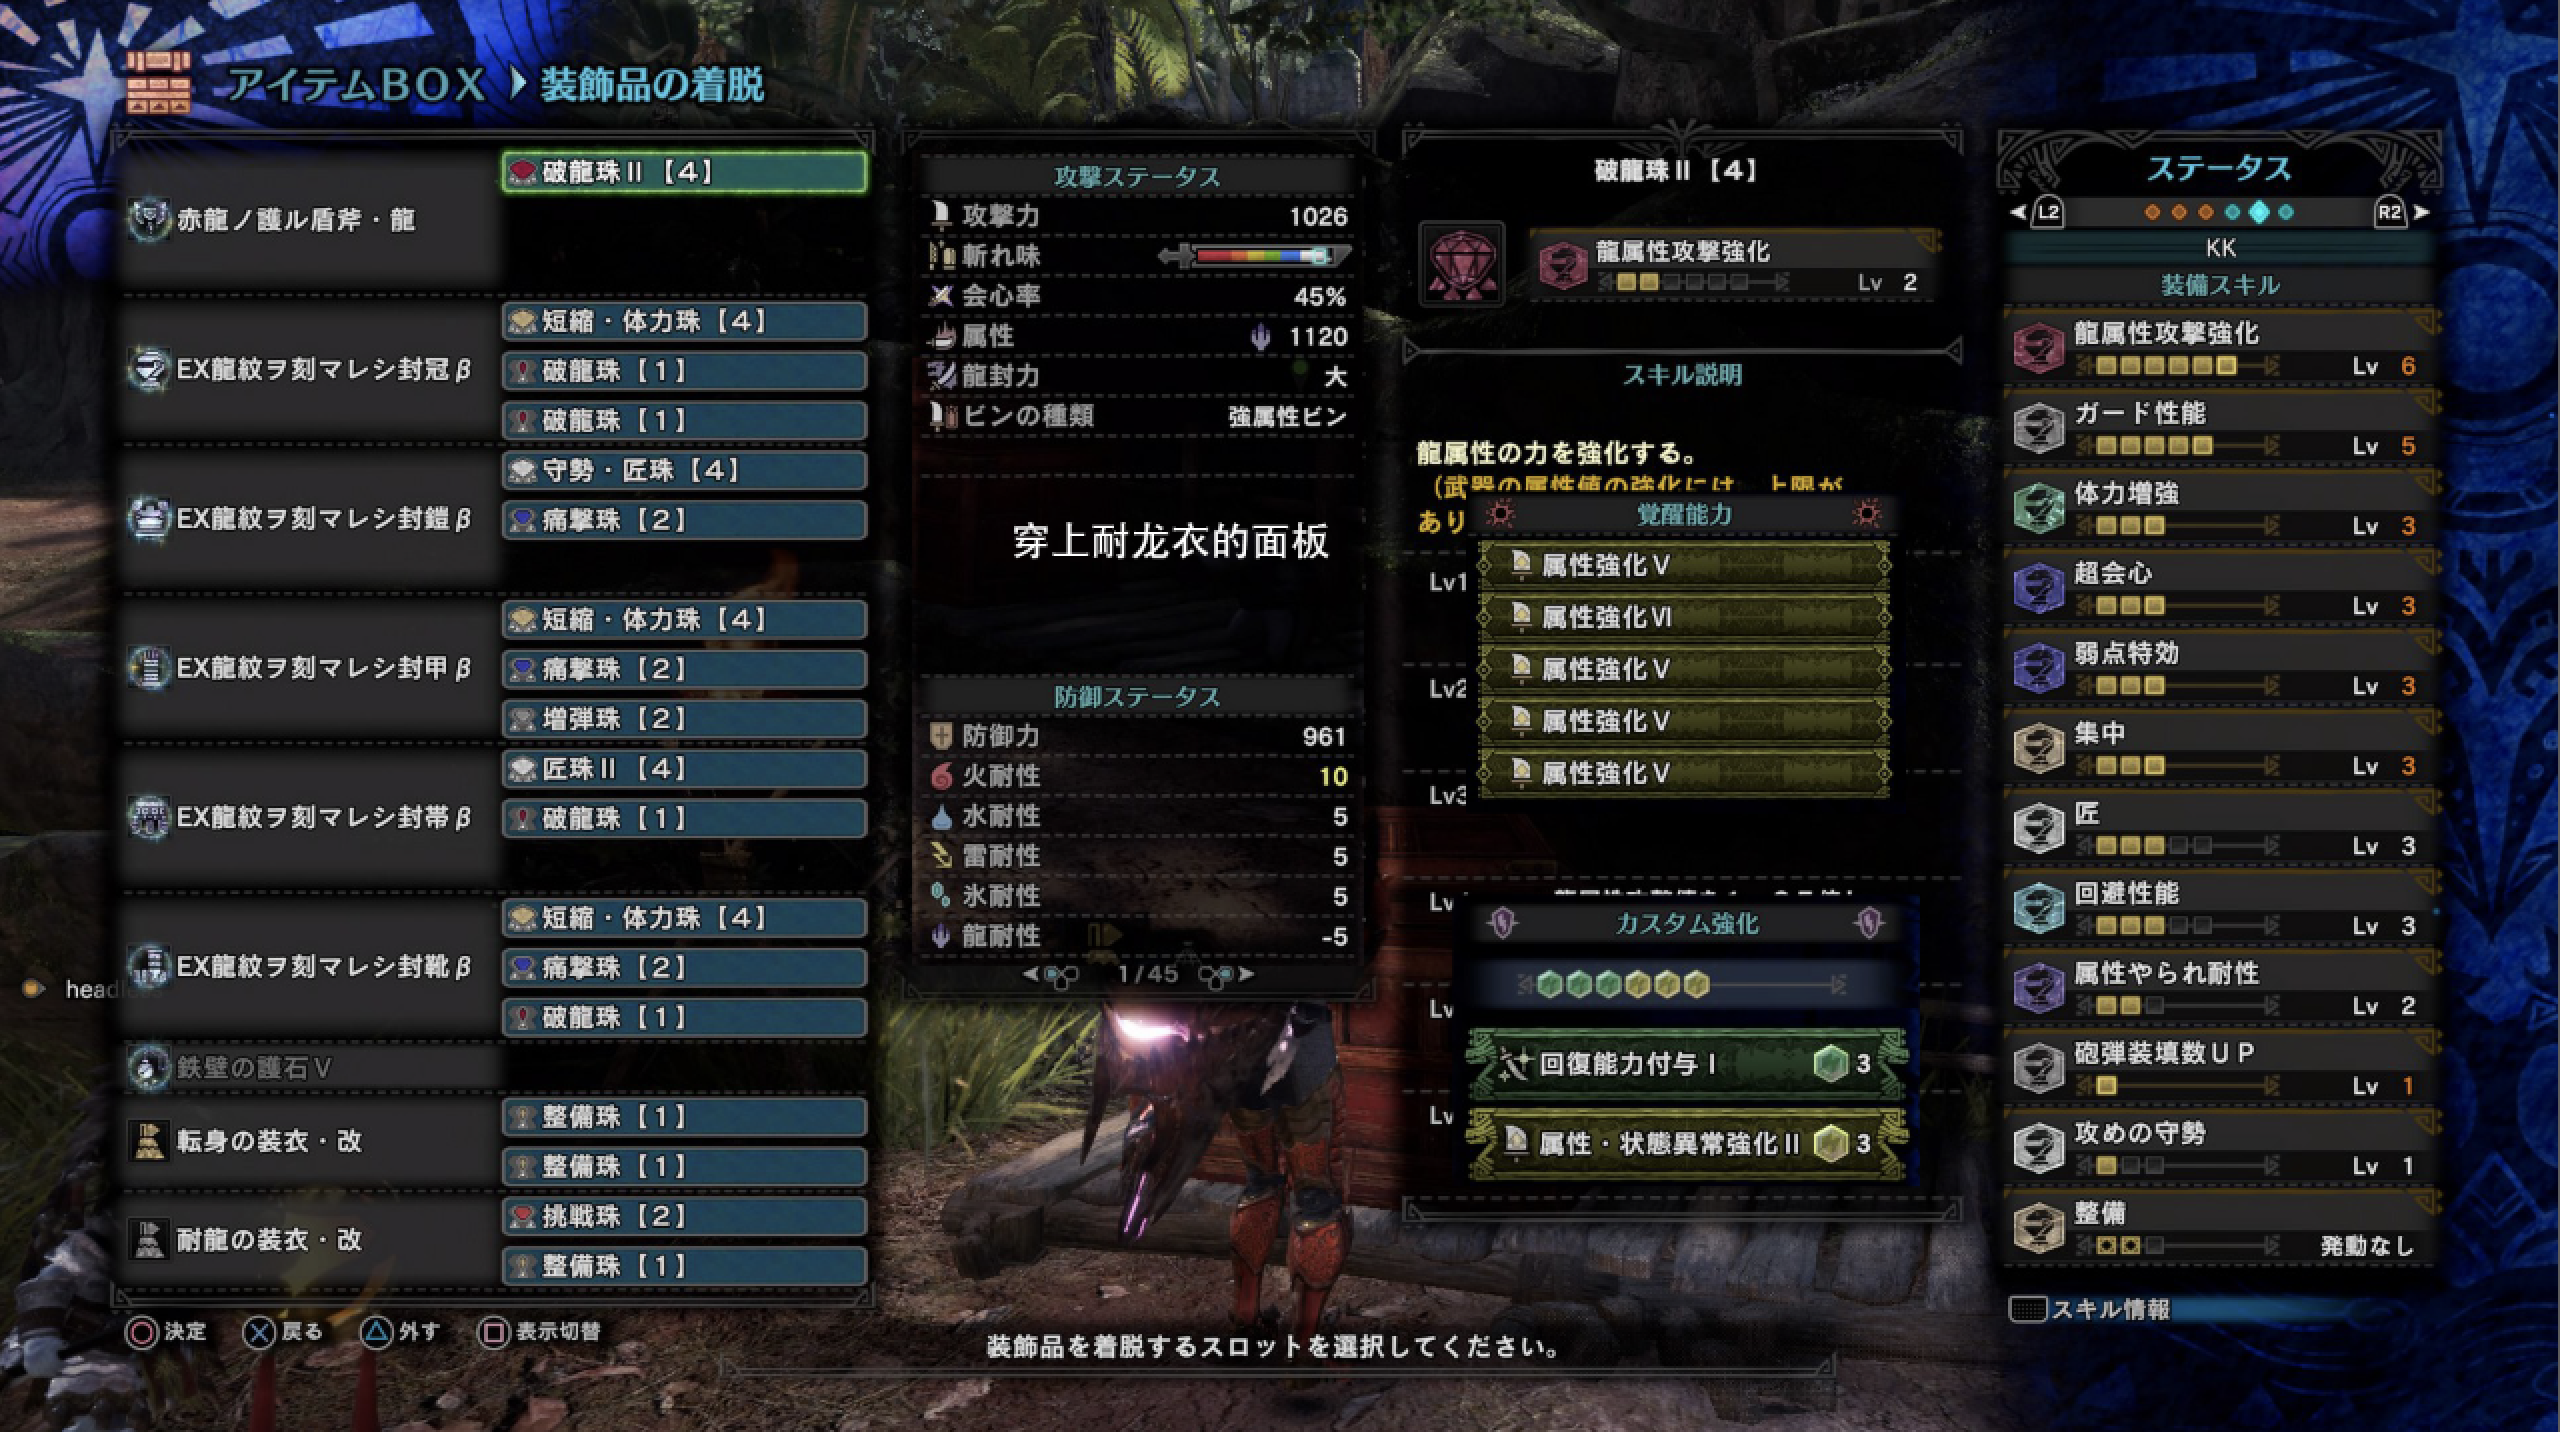 アイテムBOX 装飾品の着脱
赤龍ノ護ル盾斧・龍
破龍珠Ⅱ【4】
EX龍紋ヲ刻マレシ封冠β
短縮・体力珠【4】
破龍珠【1】
破龍珠【1】
EX龍紋ヲ刻マレシ封鎧β
守勢・匠珠【4】
痛撃珠【2】
EX龍紋ヲ刻マレシ封甲β
短縮・体力珠【4】
痛撃珠【2】
増弾珠【2】
EX龍紋ヲ刻マレシ封帯β
匠珠Ⅱ【4】
破龍珠【1】
EX龍紋ヲ刻マレシ封靴β
短縮・体力珠【4】
痛撃珠【2】
破龍珠【1】
鉄壁の護石Ⅴ
転身の装衣・改
整備珠【1】
整備珠【1】
耐龍の装衣・改
挑戦珠【2】
整備珠【1】
決定 戻る 外す 表示切替
攻撃ステータス
攻撃力 1026
斬れ味
会心率 45%
属性 1120
龍封力 大
ビンの種類 強属性ビン
穿上耐龙衣的面板
防御ステータス
防御力 961
火耐性 10
水耐性 5
雷耐性 5
氷耐性 5
龍耐性 -5
1/45
破龍珠Ⅱ【4】
龍属性攻撃強化
Lv 2
スキル説明
龍属性の力を強化する。
（武器の属性値の強化には、上限が
あり
Lv1
Lv2
Lv3
Lv
Lv
Lv
覚醒能力
属性強化Ⅴ
属性強化Ⅵ
属性強化Ⅴ
属性強化Ⅴ
属性強化Ⅴ
カスタム強化
回復能力付与Ⅰ 3
属性・状態異常強化Ⅱ 3
ステータス
L2 R2
KK
装備スキル
龍属性攻撃強化
Lv 6
ガード性能
Lv 5
体力増強
Lv 3
超会心
Lv 3
弱点特効
Lv 3
集中
Lv 3
匠
Lv 3
回避性能
Lv 3
属性やられ耐性
Lv 2
砲弾装填数ＵＰ
Lv 1
攻めの守勢
Lv 1
整備
発動なし
スキル情報
装飾品を着脱するスロットを選択してください。